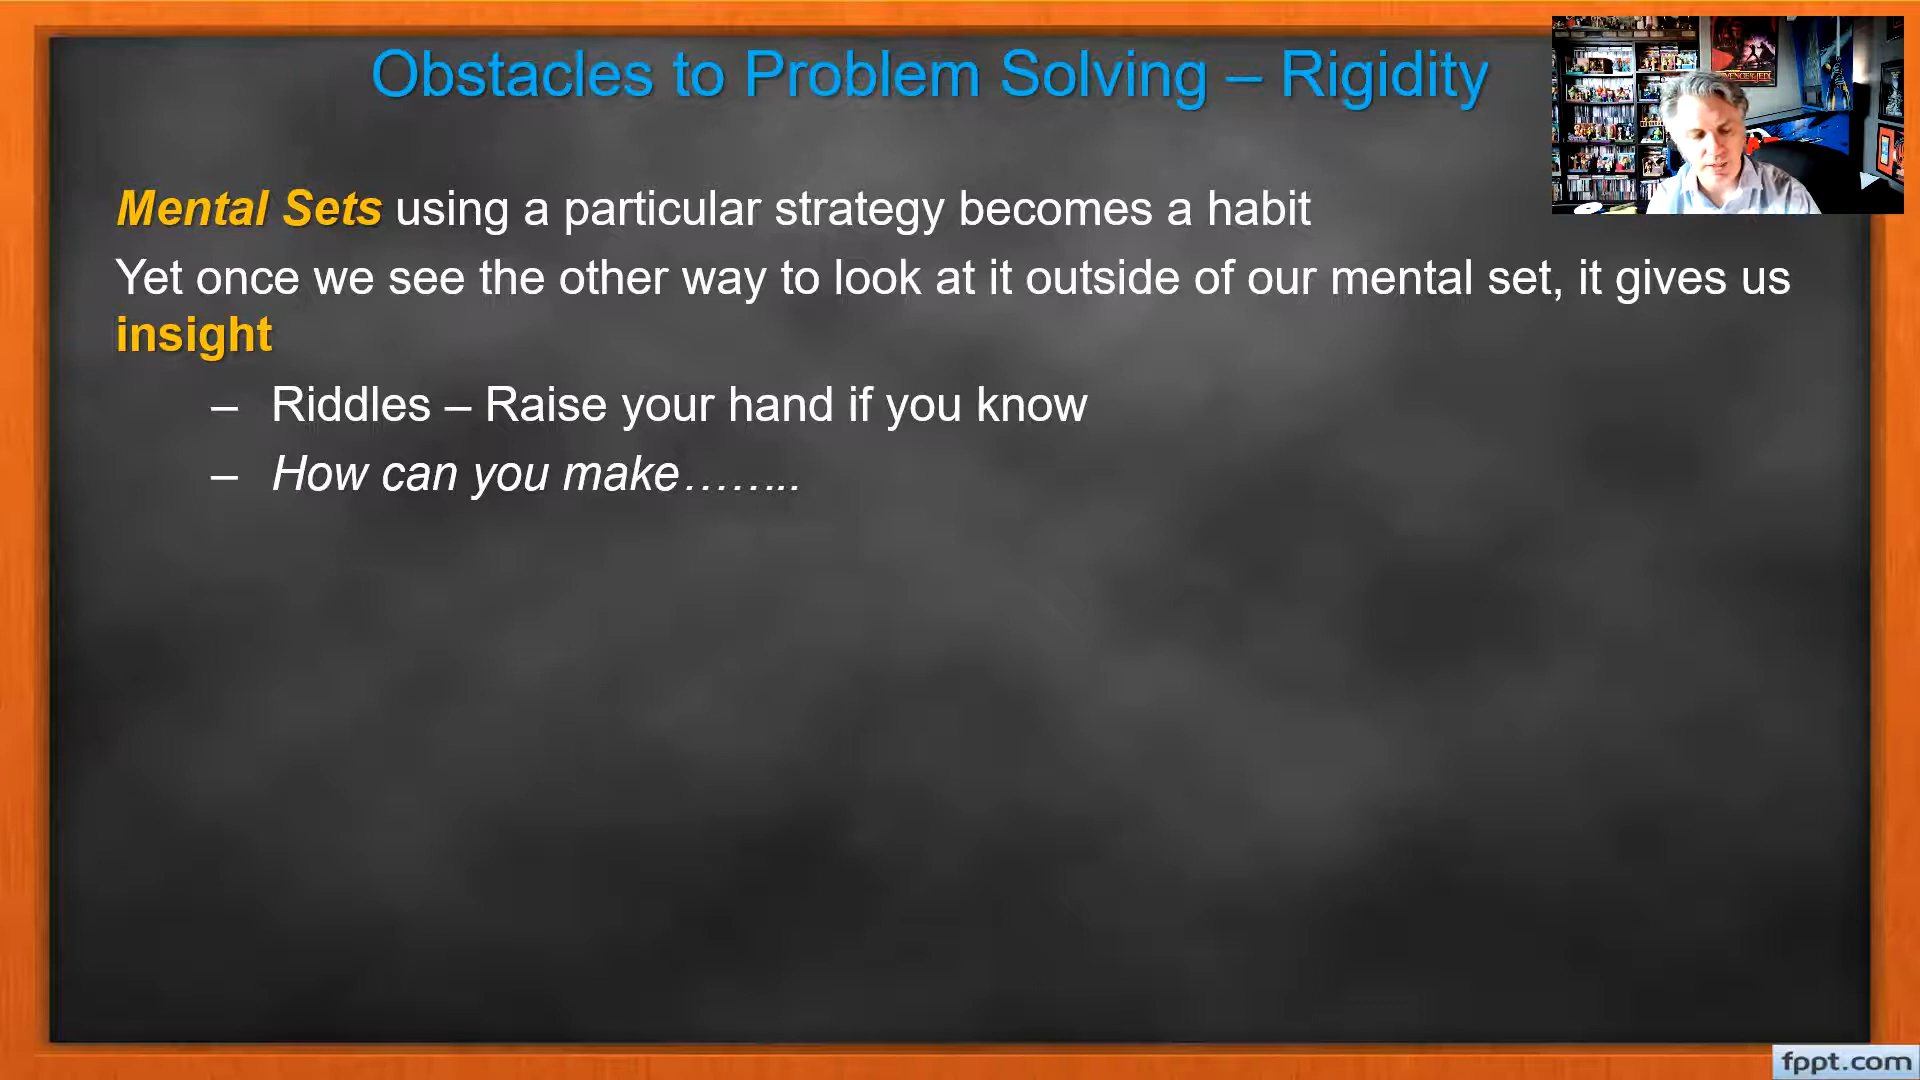 Obstacles to Problem Solving – Rigidity
Mental Sets using a particular strategy becomes a habit
Yet once we see the other way to look at it outside of our mental set, it gives us
insight
– Riddles – Raise your hand if you know
– How can you make……..
fppt.com